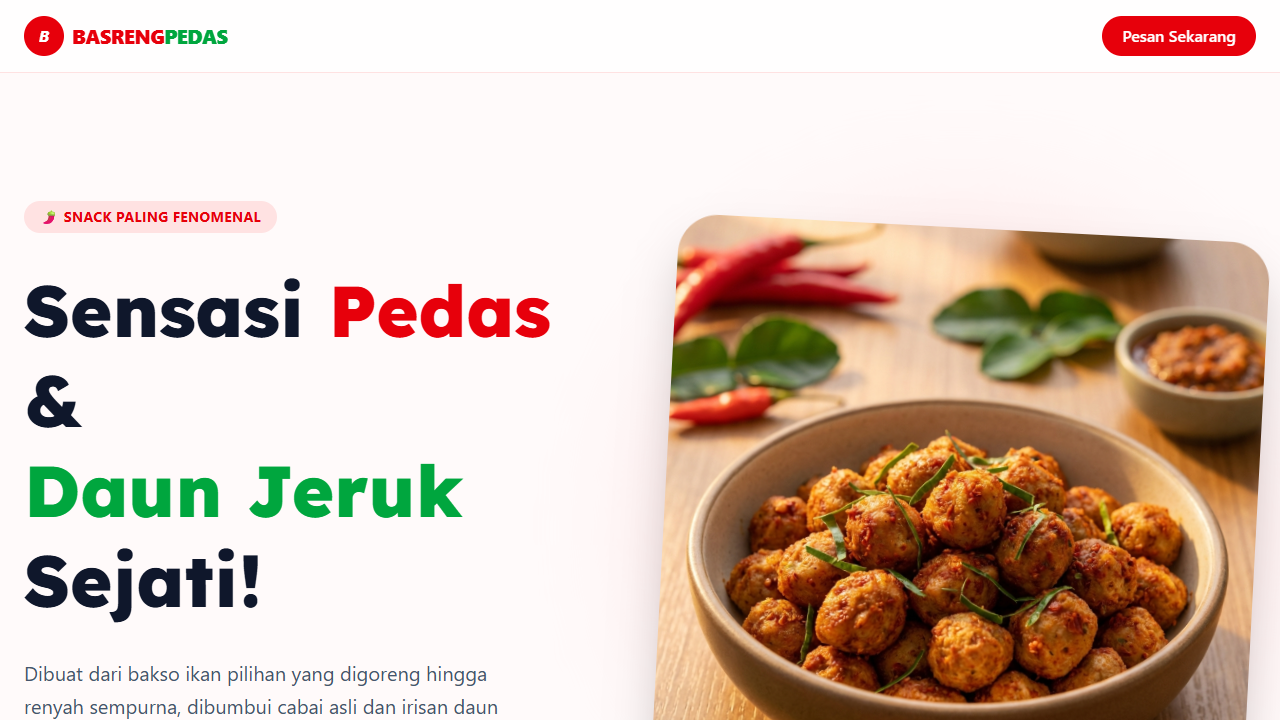 B BASRENGPEDAS
Pesan Sekarang
🌶️ SNACK PALING FENOMENAL
Sensasi Pedas
&
Daun Jeruk
Sejati!
Dibuat dari bakso ikan pilihan yang digoreng hingga
renyah sempurna, dibumbui cabai asli dan irisan daun